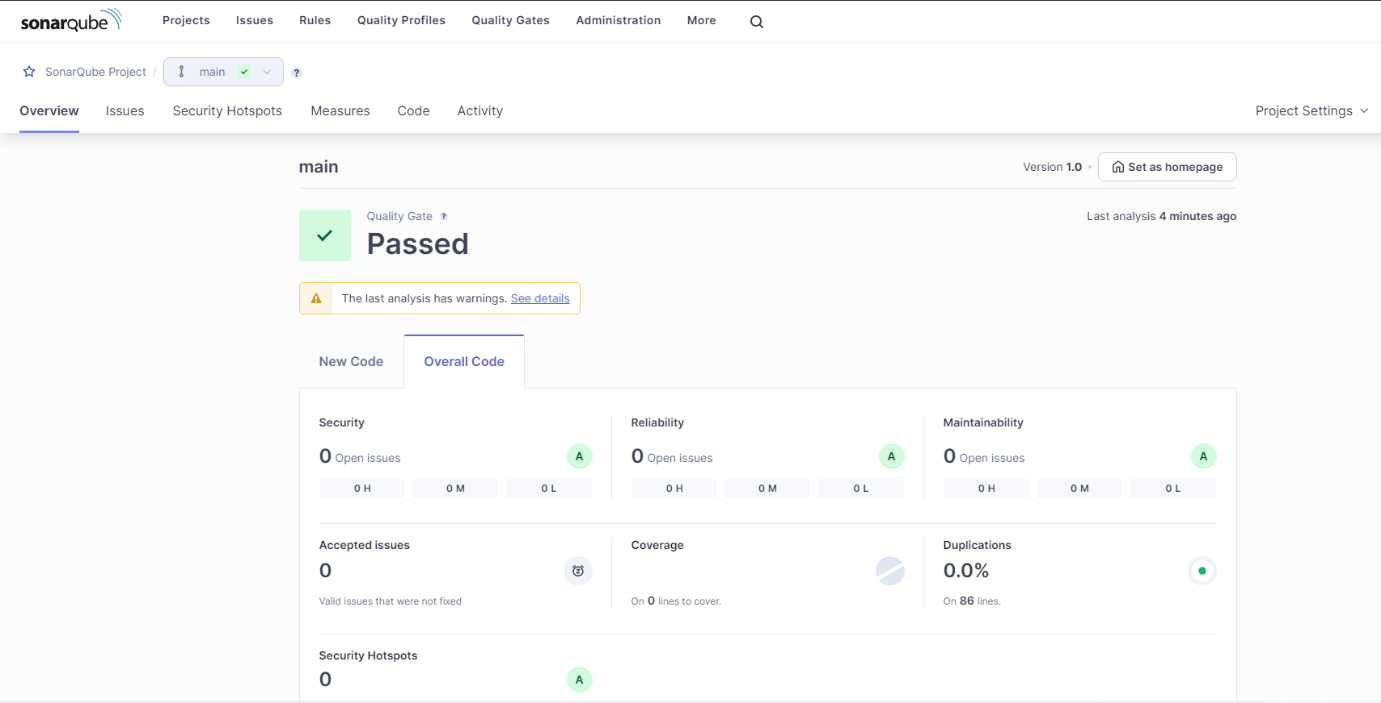 sonarqube Projects Issues Rules Quality Profiles Quality Gates Administration More
SonarQube Project / main ?
Overview Issues Security Hotspots Measures Code Activity Project Settings
main Version 1.0 • Set as homepage
Quality Gate ? Last analysis 4 minutes ago
Passed
The last analysis has warnings. See details
New Code Overall Code
Security Reliability Maintainability
0 Open issues A 0 Open issues A 0 Open issues A
0 H 0 M 0 L 0 H 0 M 0 L 0 H 0 M 0 L
Accepted issues Coverage Duplications
0 0.0%
Valid issues that were not fixed On 0 lines to cover. On 86 lines.
Security Hotspots
0 A